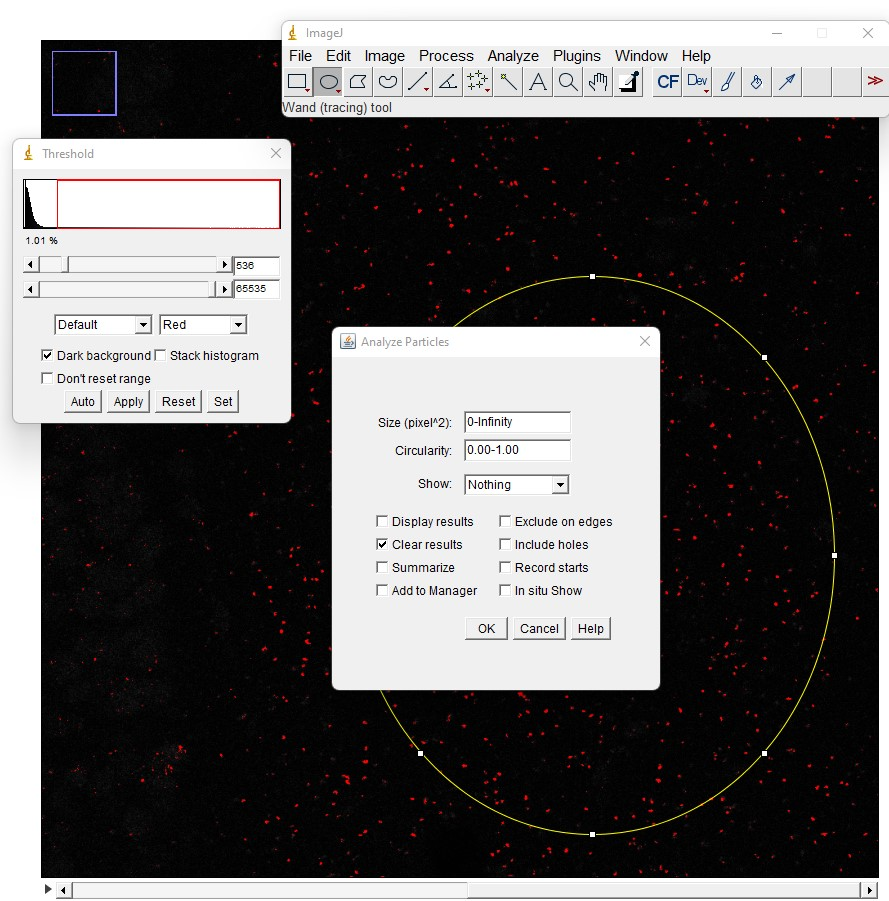 ImageJ
File Edit Image Process Analyze Plugins Window Help
A CF Dev
Wand (tracing) tool
Threshold
1.01 %
536
65535
Default Red
Dark background Stack histogram
Don't reset range
Auto Apply Reset Set
Analyze Particles
Size (pixel^2): 0-Infinity
Circularity: 0.00-1.00
Show: Nothing
Display results Exclude on edges
Clear results Include holes
Summarize Record starts
Add to Manager In situ Show
OK Cancel Help